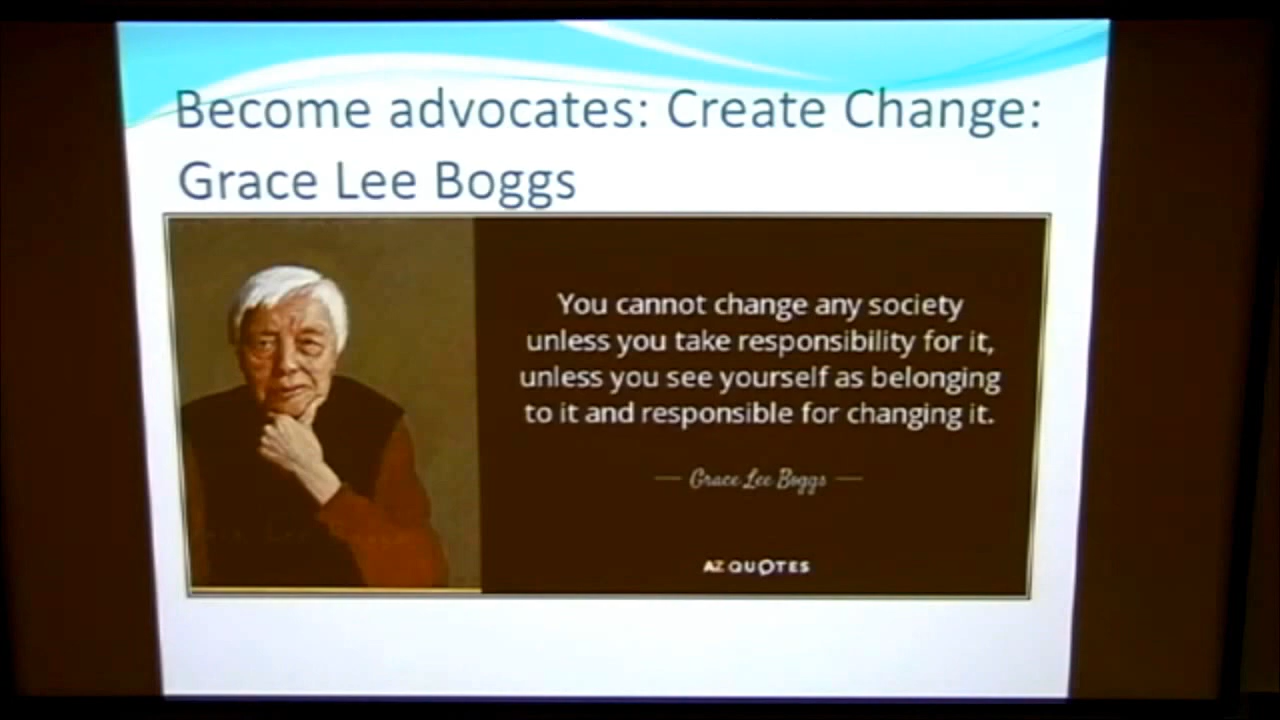 Become advocates: Create Change:
Grace Lee Boggs
You cannot change any society
unless you take responsibility for it,
unless you see yourself as belonging
to it and responsible for changing it.
— Grace Lee Boggs —
AZ QUOTES